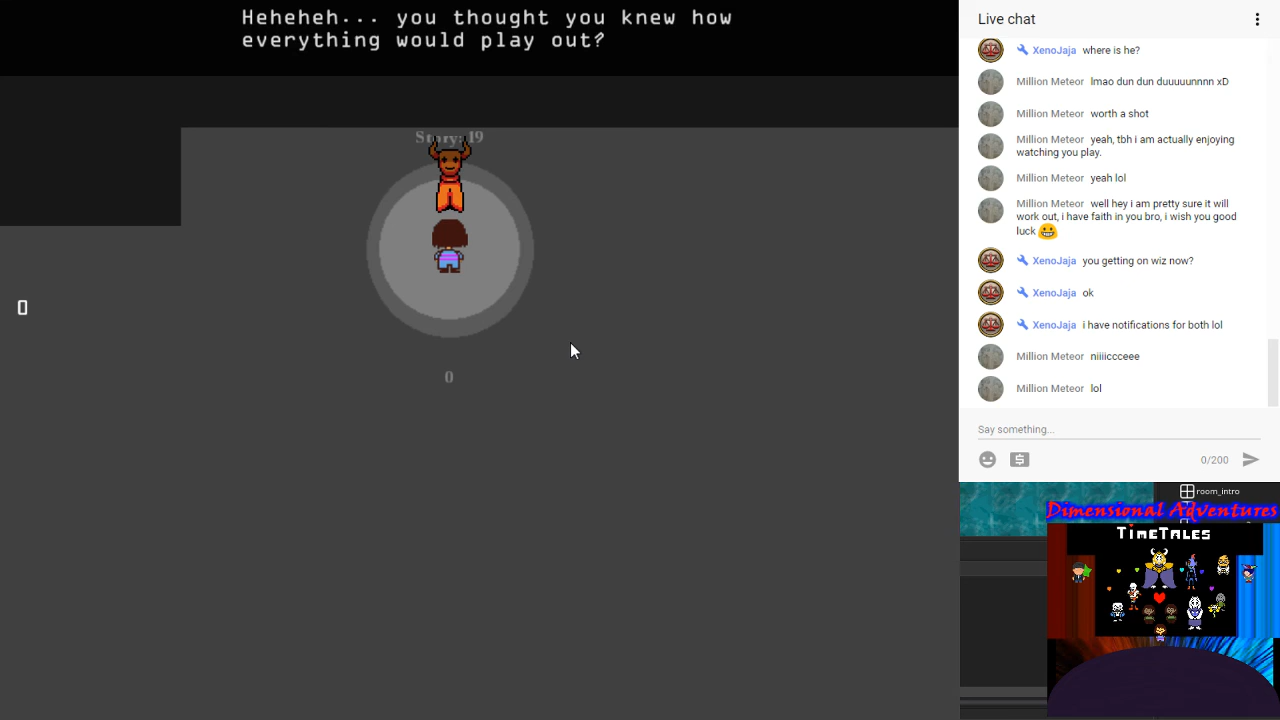 Heheheh... you thought you knew how
everything would play out?
Story: 19
0
0
Live chat
XenoJaja where is he?
Million Meteor lmao dun dun duuuuunnnn xD
Million Meteor worth a shot
Million Meteor yeah, tbh i am actually enjoying
watching you play.
Million Meteor yeah lol
Million Meteor well hey i am pretty sure it will
work out, i have faith in you bro, i wish you good
luck 😀
XenoJaja you getting on wiz now?
XenoJaja ok
XenoJaja i have notifications for both lol
Million Meteor niiiiccceee
Million Meteor lol
Say something...
0/200
room_intro
Dimensional Adventures
TimeTales